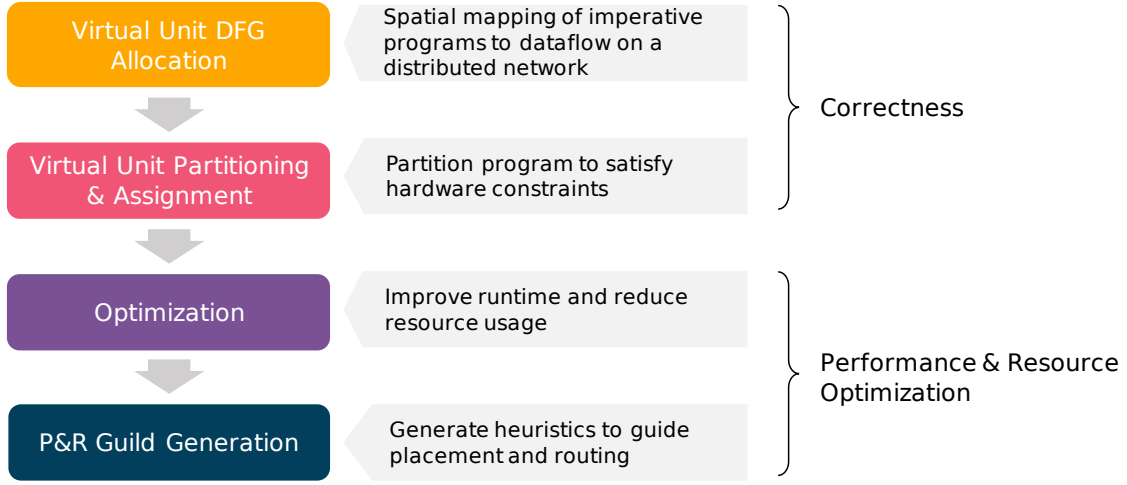 Virtual Unit DFG
Allocation
Spatial mapping of imperative
programs to dataflow on a
distributed network
Correctness
Virtual Unit Partitioning
& Assignment
Partition program to satisfy
hardware constraints
Optimization
Improve runtime and reduce
resource usage
Performance & Resource
Optimization
P&R Guild Generation
Generate heuristics to guide
placement and routing